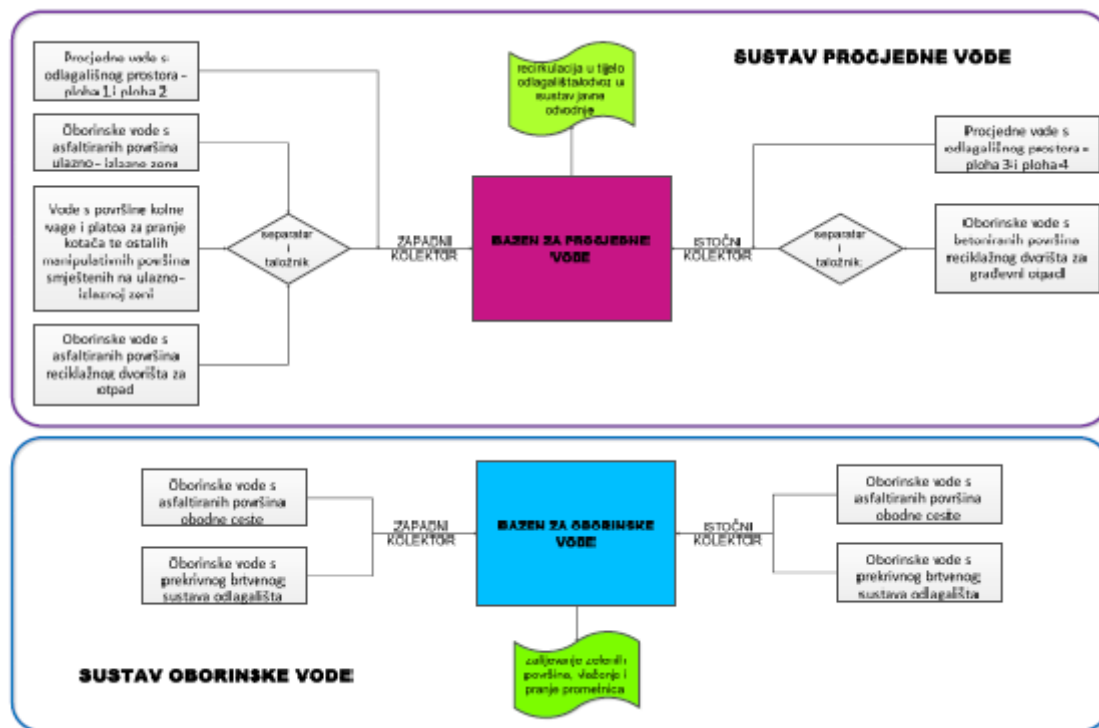 SUSTAV PROCJEDNE VODE
Procjedne vode s
odlagališnog prostora -
ploha 1 i ploha 2
Oborinske vode s
asfaltiranih površina
ulazno - izlazne zone
Vode s površine kolne
vage i platoa za pranje
kotača te ostalih
manipulativnih površina
smještenih na ulazno-
izlaznoj zoni
Oborinske vode s
asfaltiranih površina
reciklažnog dvorišta za
otpad
separator
i
taložnik
ZAPADNI
KOLEKTOR
recirkulacija u tijelo
odlagališta/odvoz u
sustav javne
odvodnje
BAZEN ZA PROCJEDNE
VODE
ISTOČNI
KOLEKTOR
separator
i
taložnik
Procjedne vode s
odlagališnog prostora -
ploha 3 i ploha 4
Oborinske vode s
betoniranih površina
reciklažnog dvorišta za
građevni otpad
Oborinske vode s
asfaltiranih površina
obodne ceste
Oborinske vode s
prekrivnog brtvenog
sustava odlagališta
ZAPADNI
KOLEKTOR
BAZEN ZA OBORINSKE
VODE
ISTOČNI
KOLEKTOR
Oborinske vode s
asfaltiranih površina
obodne ceste
Oborinske vode s
prekrivnog brtvenog
sustava odlagališta
zalijevanje zelenih
površina, vlaženje i
pranje prometnica
SUSTAV OBORINSKE VODE